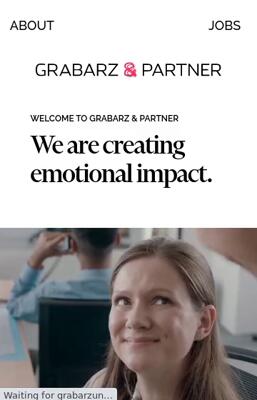 ABOUT JOBS
GRABARZ & PARTNER
WELCOME TO GRABARZ & PARTNER
We are creating
emotional impact.
Waiting for grabarzun...